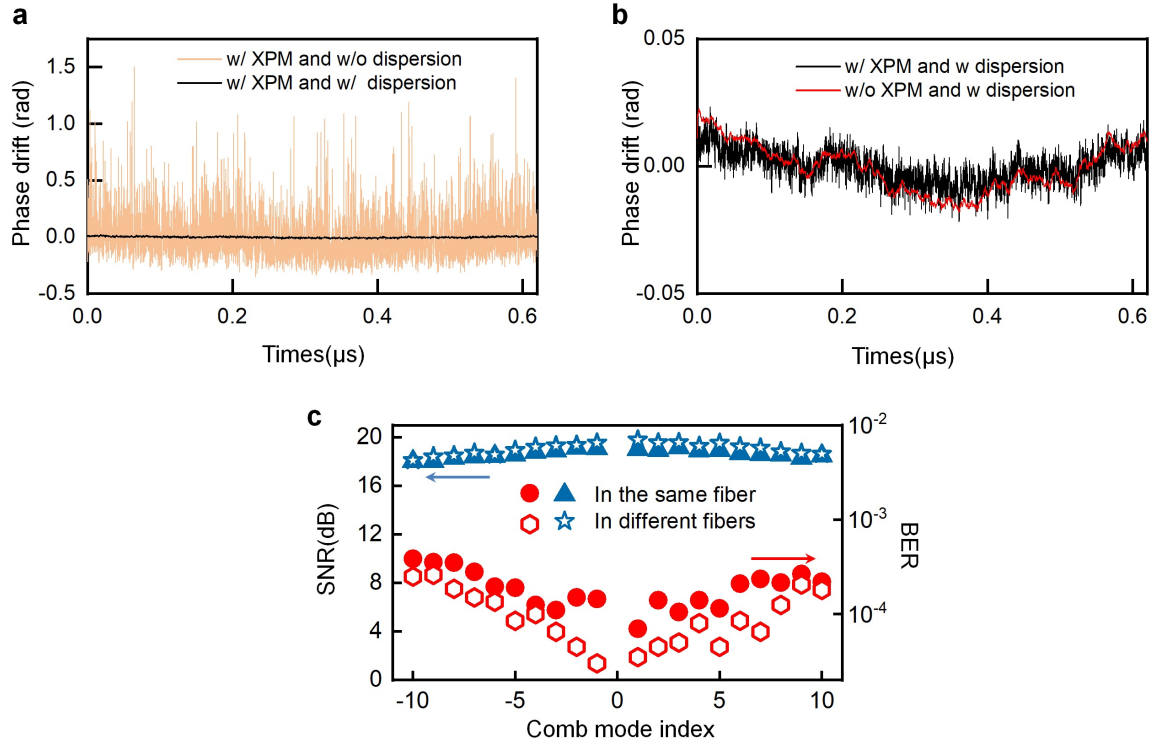 a
w/ XPM and w/o dispersion
w/ XPM and w/  dispersion
Phase drift (rad)
1.5
1.0
0.5
0.0
-0.5
0.0
0.2
0.4
0.6
Times(μs)
b
w/ XPM and w dispersion
w/o XPM and w dispersion
Phase drift (rad)
0.05
0.00
-0.05
0.0
0.2
0.4
0.6
Times(μs)
c
SNR(dB)
20
16
12
8
4
0
In the same fiber
In different fibers
10-2
10-3
10-4
BER
-10
-5
0
5
10
Comb mode index